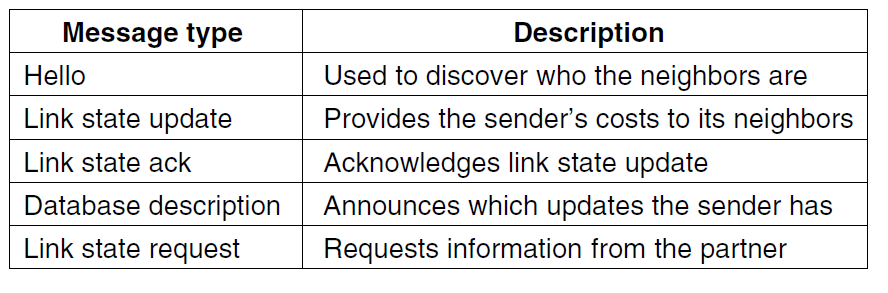 Message type Description
Hello Used to discover who the neighbors are
Link state update Provides the sender's costs to its neighbors
Link state ack Acknowledges link state update
Database description Announces which updates the sender has
Link state request Requests information from the partner